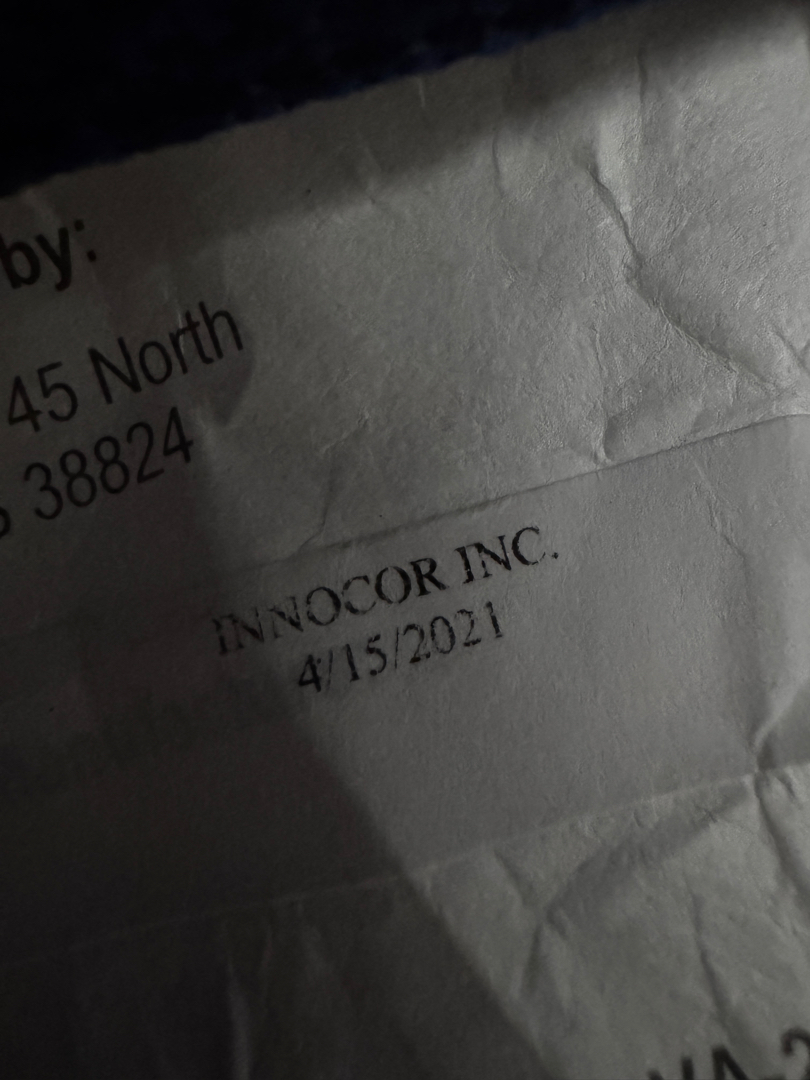 by:
45 North
38824
INNOCOR INC.
4/15/2021